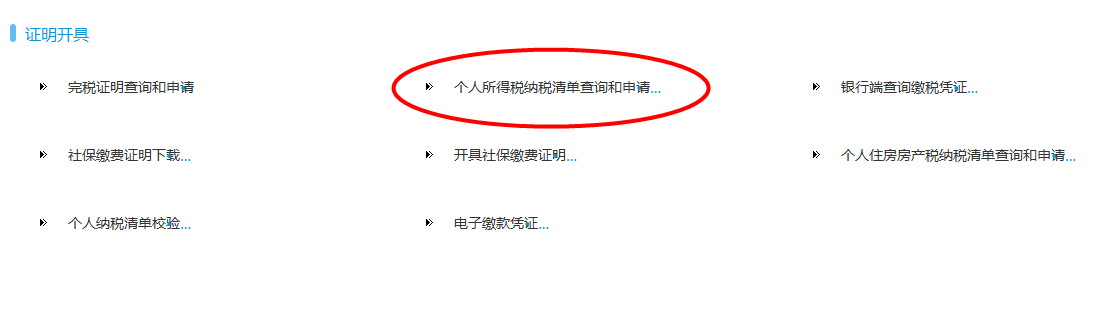 证明开具
完税证明查询和申请
个人所得税纳税清单查询和申请...
银行端查询缴税凭证...
社保缴费证明下载...
开具社保缴费证明...
个人住房房产税纳税清单查询和申请...
个人纳税清单校验...
电子缴款凭证...